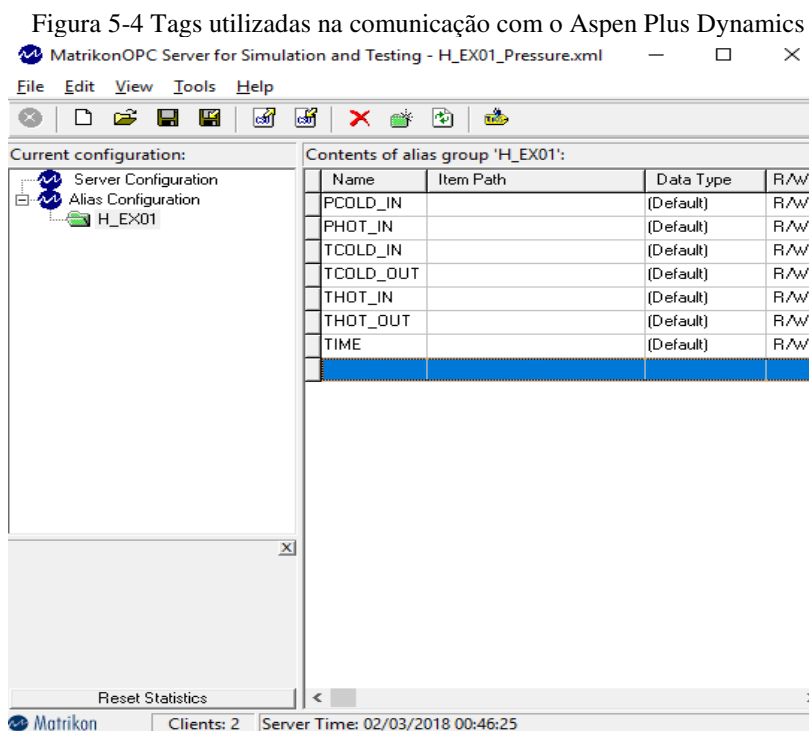 Figura 5-4 Tags utilizadas na comunicação com o Aspen Plus Dynamics
MatrikonOPC Server for Simulation and Testing - H_EX01_Pressure.xml
File Edit View Tools Help
Current configuration:
Contents of alias group 'H_EX01':
Server Configuration
Alias Configuration
H_EX01
Name Item Path Data Type R/W
PCOLD_IN (Default) R/W
PHOT_IN (Default) R/W
TCOLD_IN (Default) R/W
TCOLD_OUT (Default) R/W
THOT_IN (Default) R/W
THOT_OUT (Default) R/W
TIME (Default) R/W
Reset Statistics
Matrikon Clients: 2 Server Time: 02/03/2018 00:46:25